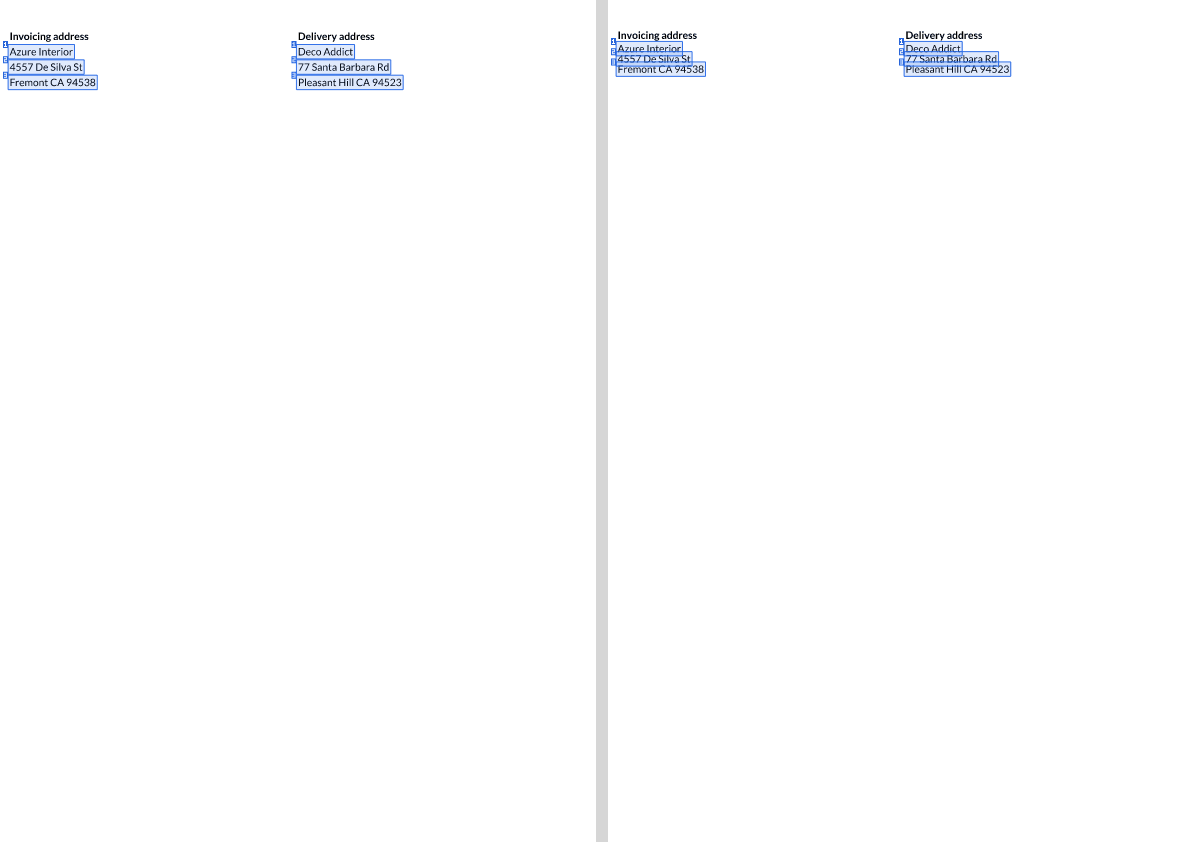 Invoicing address
Azure Interior
4557 De Silva St
Fremont CA 94538
Delivery address
Deco Addict
77 Santa Barbara Rd
Pleasant Hill CA 94523
Invoicing address
Azure Interior
4557 De Silva St
Fremont CA 94538
Delivery address
Deco Addict
77 Santa Barbara Rd
Pleasant Hill CA 94523